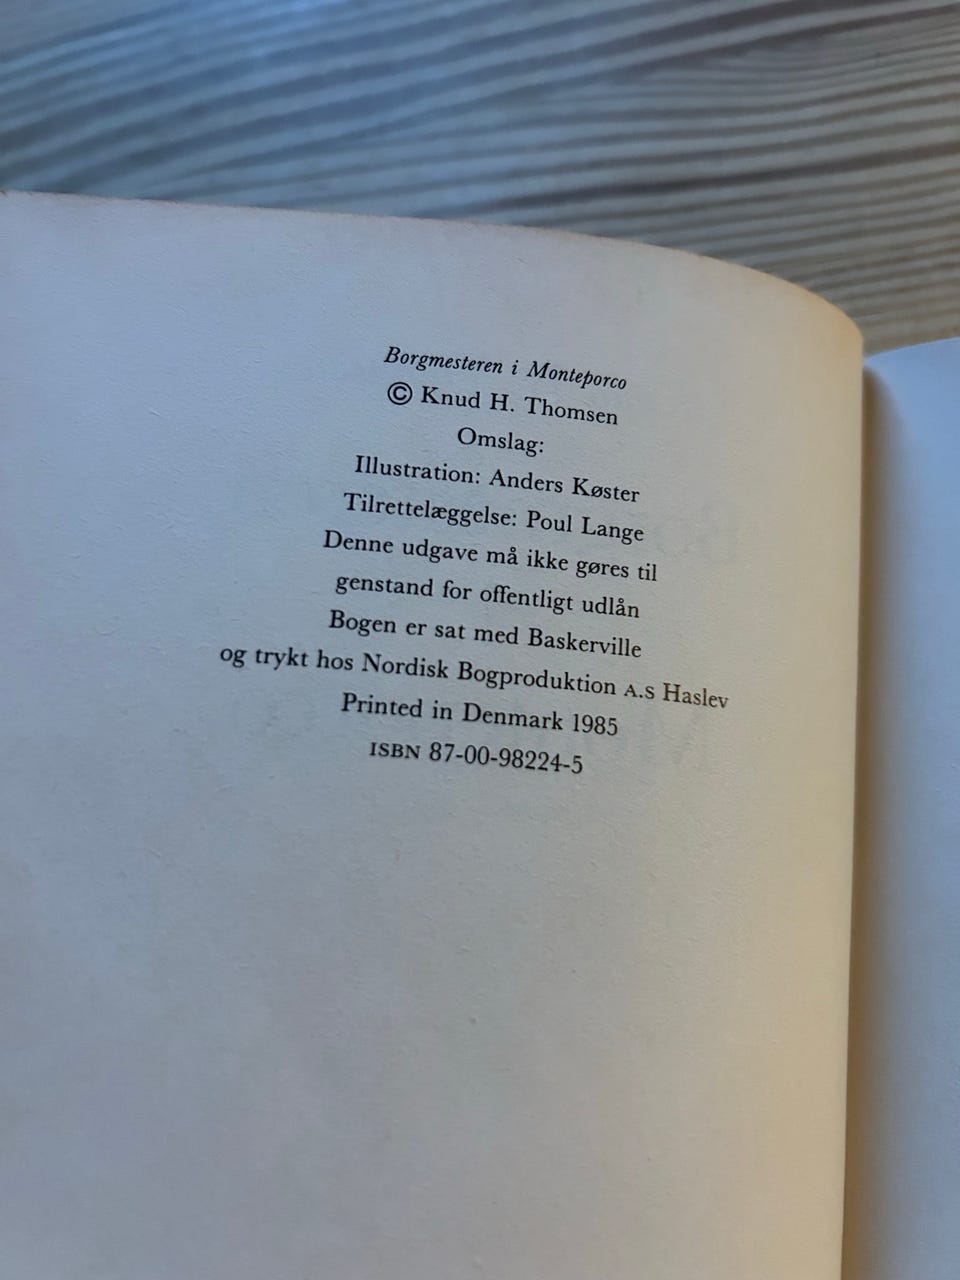 Borgmesteren i Monteporco
© Knud H. Thomsen
Omslag:
Illustration: Anders Køster
Tilrettelæggelse: Poul Lange
Denne udgave må ikke gøres til
genstand for offentligt udlån
Bogen er sat med Baskerville
og trykt hos Nordisk Bogproduktion A.S Haslev
Printed in Denmark 1985
ISBN 87-00-98224-5